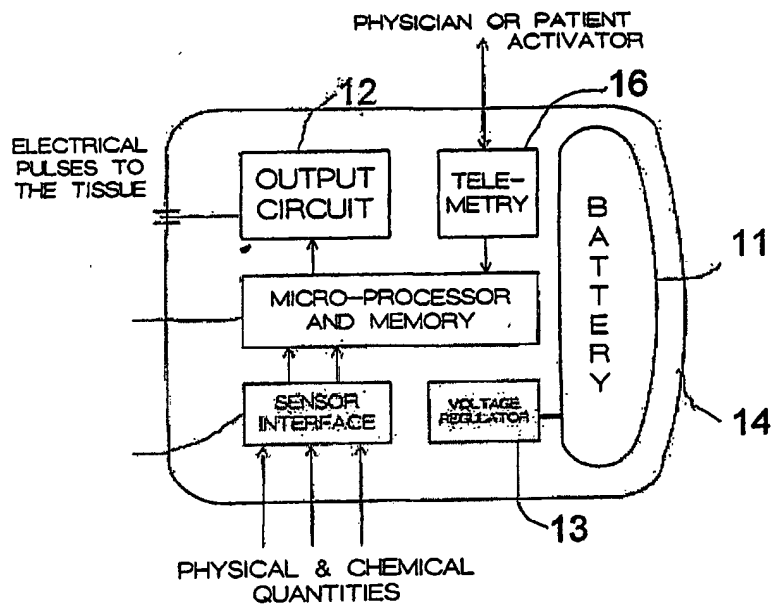 PHYSICIAN OR PATIENT
ACTIVATOR
12
16
ELECTRICAL
PULSES TO
THE TISSUE
OUTPUT
CIRCUIT
TELE-
METRY
BATTERY
11
MICRO-PROCESSOR
AND MEMORY
SENSOR
INTERFACE
VOLTAGE
REGULATOR
14
13
PHYSICAL & CHEMICAL
QUANTITIES